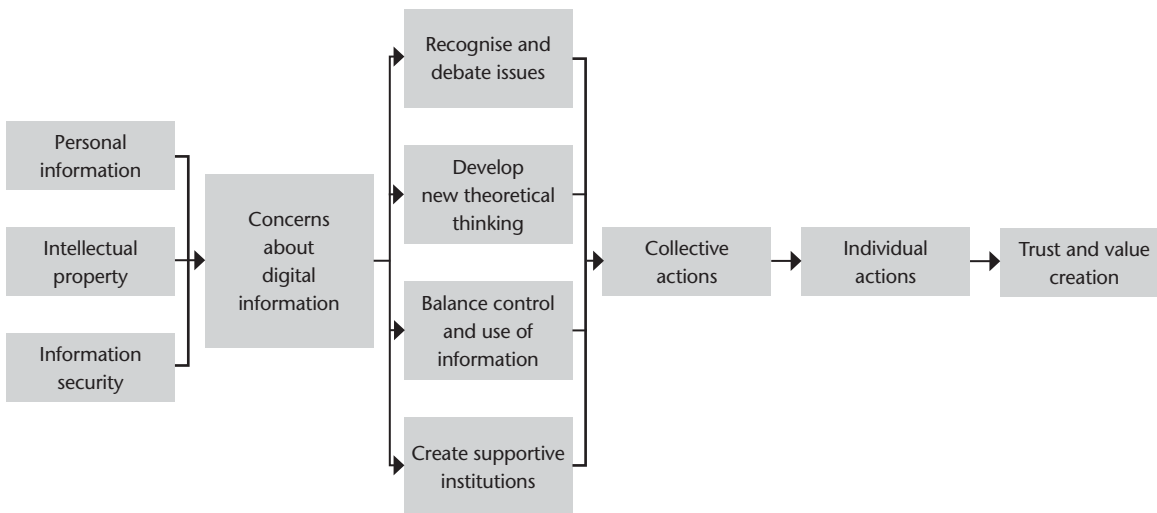 Personal
information
Intellectual
property
Information
security
Concerns
about
digital
information
Recognise and
debate issues
Develop
new theoretical
thinking
Balance control
and use of
information
Create supportive
institutions
Collective
actions
Individual
actions
Trust and value
creation